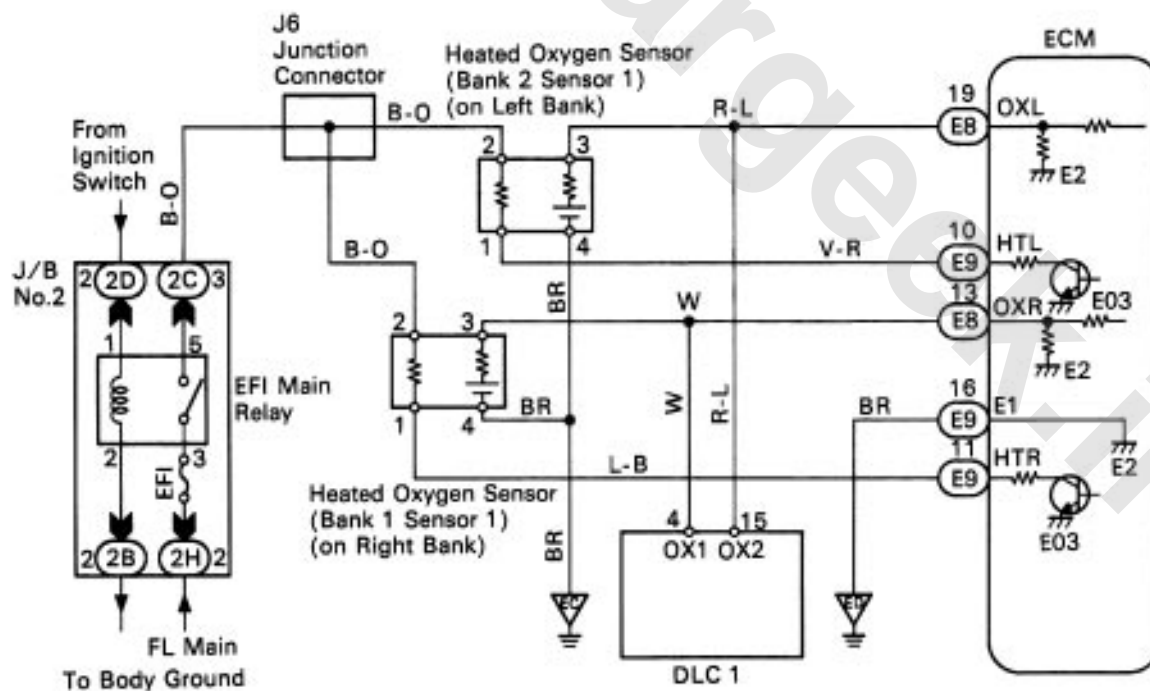 J6
Junction
Connector
Heated Oxygen Sensor
(Bank 2 Sensor 1)
(on Left Bank)
ECM
From
Ignition
Switch
B-O
R-L
19
E8
OXL
E2
B-O
2
3
1
4
B-O
V-R
10
E9
HTL
J/B
No.2
2
2D
2C
3
BR
W
13
E8
OXR
E03
E2
1
5
EFI Main
Relay
2
3
2
3
1
4
BR
W
R-L
BR
16
E9
E1
E2
EFI
L-B
11
E9
HTR
E03
Heated Oxygen Sensor
(Bank 1 Sensor 1)
(on Right Bank)
4
15
OX1
OX2
2
2B
2H
2
BR
EC
ED
FL Main
To Body Ground
DLC 1